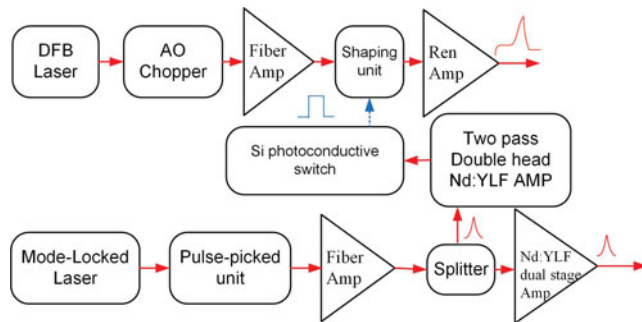 DFB
Laser
AO
Chopper
Fiber
Amp
Shaping
unit
Ren
Amp
Si photoconductive
switch
Two pass
Double head
Nd:YLF AMP
Mode-Locked
Laser
Pulse-picked
unit
Fiber
Amp
Splitter
Nd:YLF
dual stage
Amp